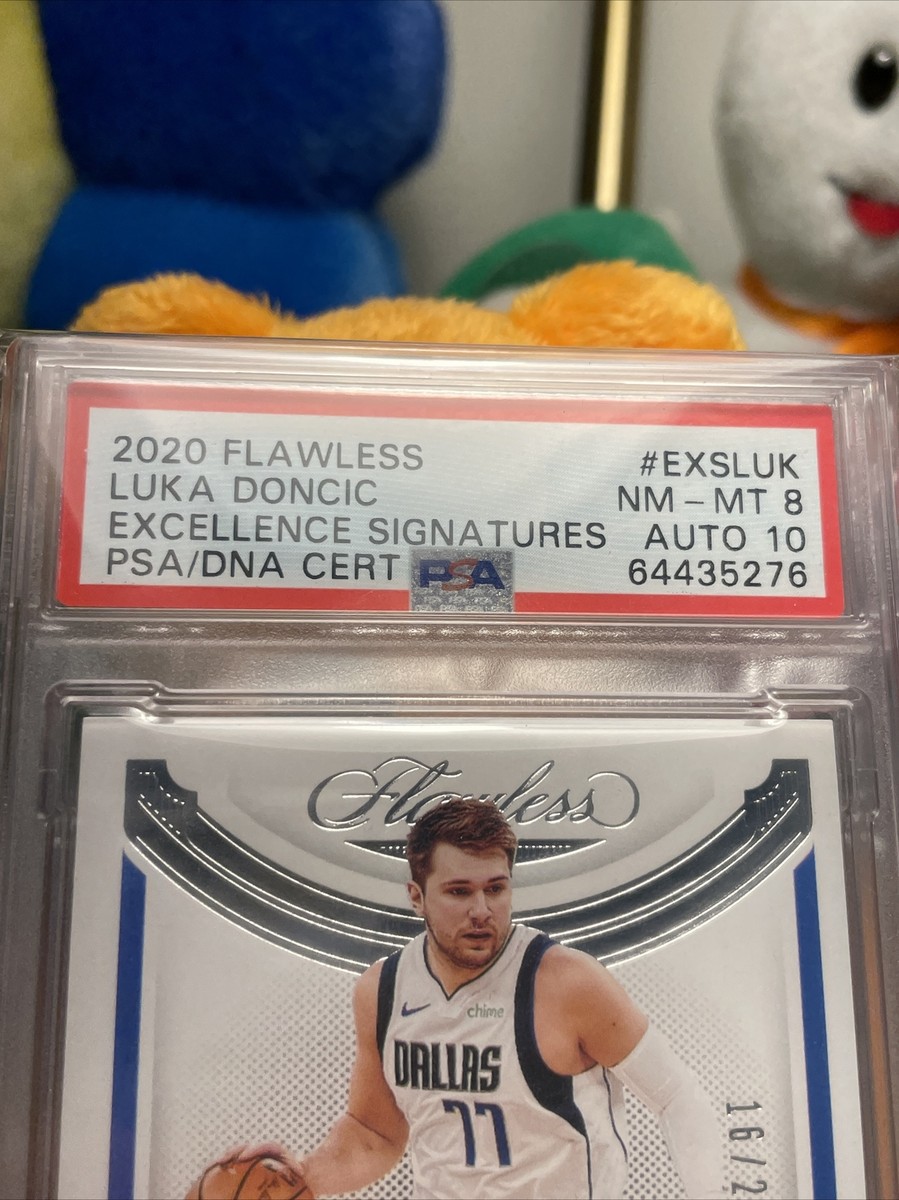 2020 FLAWLESS
LUKA DONCIC
EXCELLENCE SIGNATURES
PSA/DNA CERT
PSA
#EXSLUK
NM - MT 8
AUTO 10
64435276
Flawless
chime
DALLAS
77
16/2